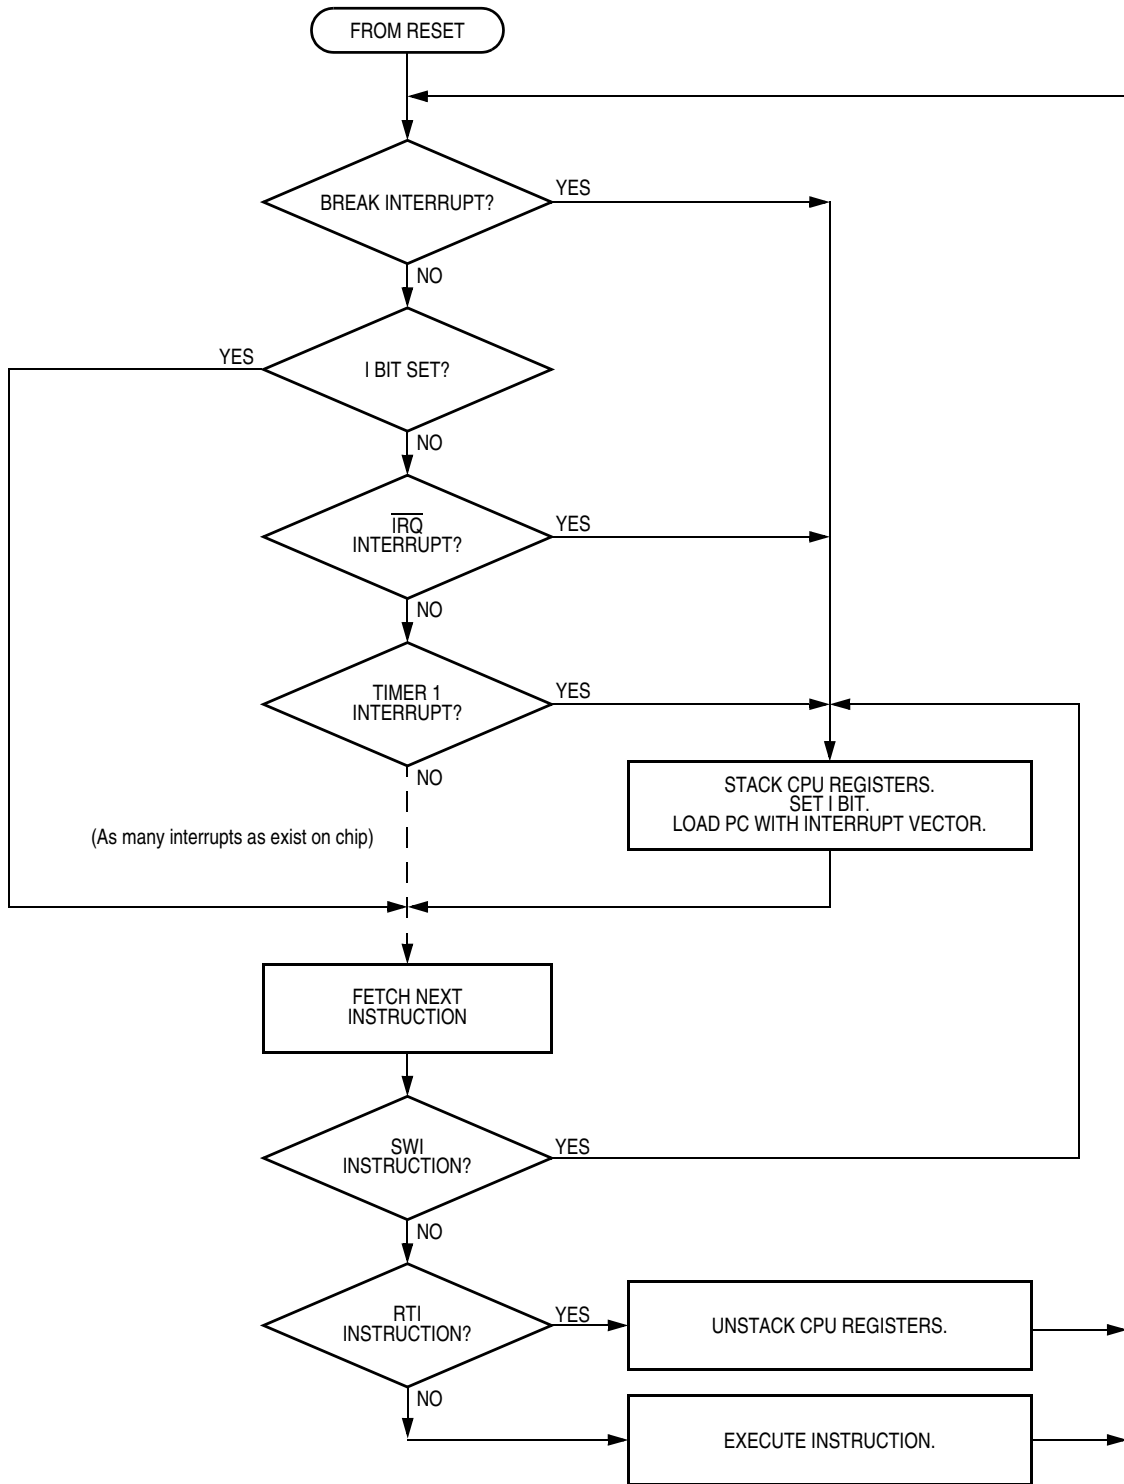 FROM RESET
BREAK INTERRUPT?
YES
NO
I BIT SET?
YES
NO
IRQ
INTERRUPT?
YES
NO
TIMER 1
INTERRUPT?
YES
NO
STACK CPU REGISTERS.
SET I BIT.
LOAD PC WITH INTERRUPT VECTOR.
(As many interrupts as exist on chip)
FETCH NEXT
INSTRUCTION
SWI
INSTRUCTION?
YES
NO
RTI
INSTRUCTION?
YES
UNSTACK CPU REGISTERS.
NO
EXECUTE INSTRUCTION.